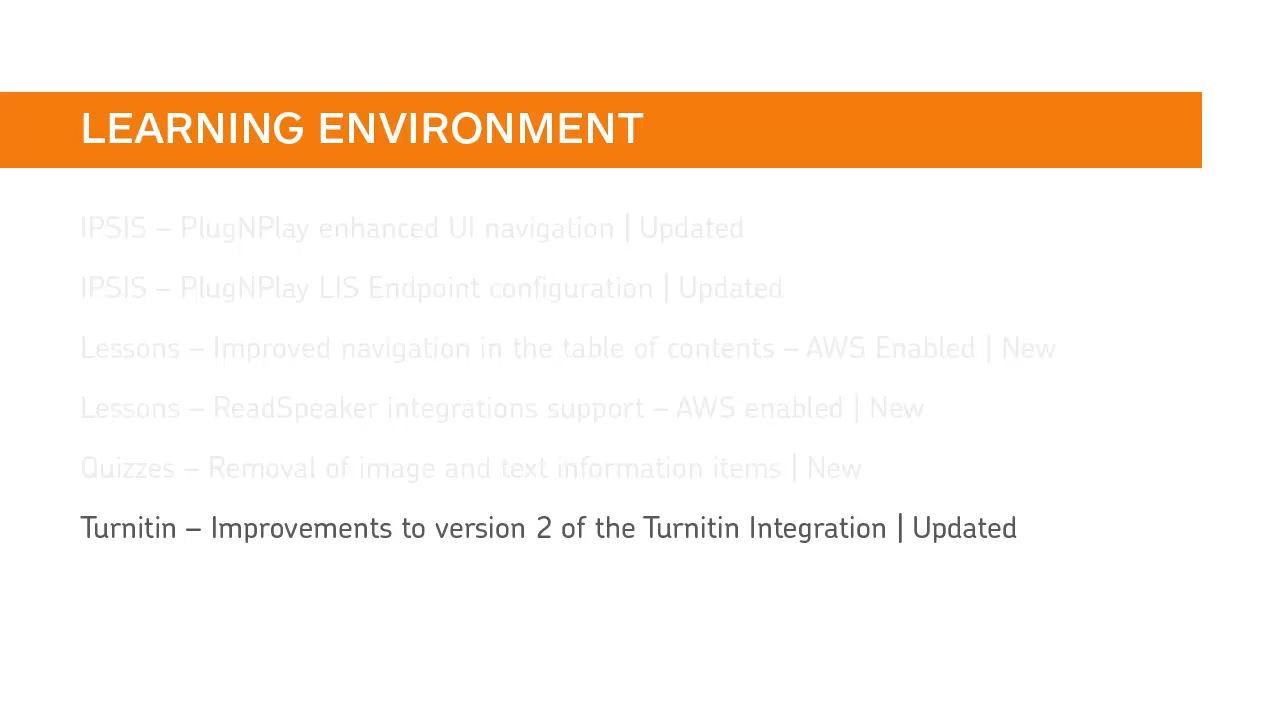 LEARNING ENVIRONMENT
IPSIS – PlugNPlay enhanced UI navigation | Updated
IPSIS – PlugNPlay LIS Endpoint configuration | Updated
Lessons – Improved navigation in the table of contents – AWS Enabled | New
Lessons – ReadSpeaker integrations support – AWS enabled | New
Quizzes – Removal of image and text information items | New
Turnitin – Improvements to version 2 of the Turnitin Integration | Updated